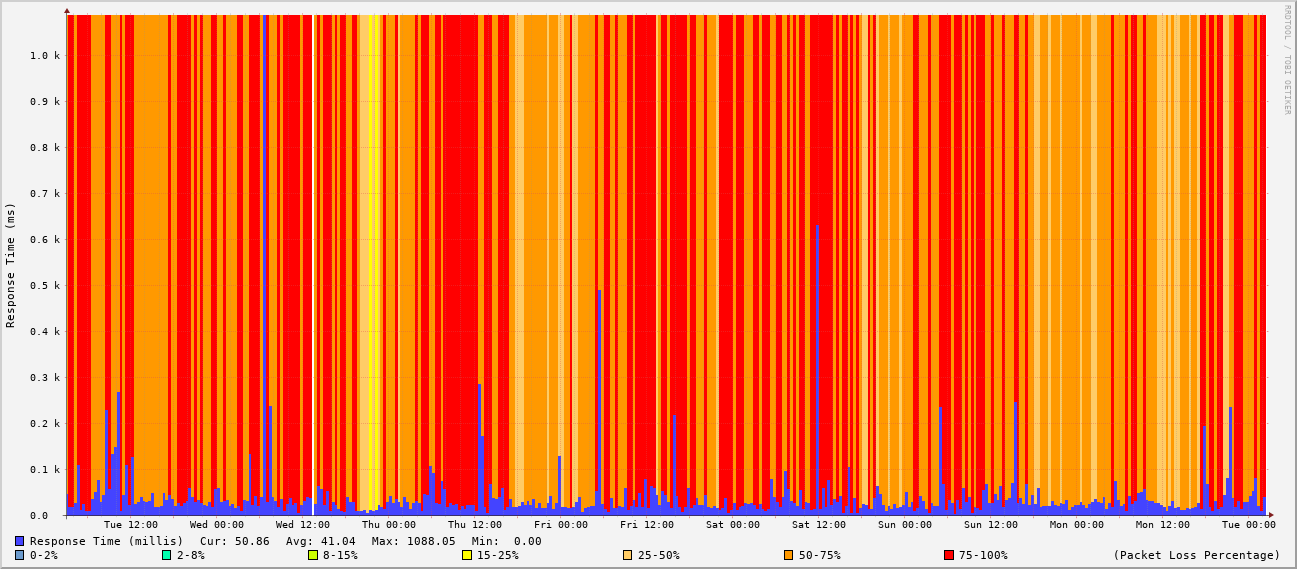 RRDTOOL / TOBI OETIKER
Response Time (ms)
1.0 k
0.9 k
0.8 k
0.7 k
0.6 k
0.5 k
0.4 k
0.3 k
0.2 k
0.1 k
0.0
Tue 12:00 Wed 00:00 Wed 12:00 Thu 00:00 Thu 12:00 Fri 00:00 Fri 12:00 Sat 00:00 Sat 12:00 Sun 00:00 Sun 12:00 Mon 00:00 Mon 12:00 Tue 00:00
Response Time (millis) Cur: 50.86 Avg: 41.04 Max: 1088.05 Min: 0.00
0-2% 2-8% 8-15% 15-25% 25-50% 50-75% 75-100% (Packet Loss Percentage)